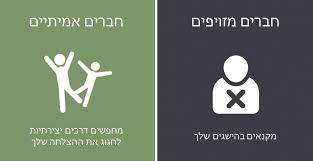 חברים אמיתיים
מחפשים דרכים יצירתיות
לחגוג את ההצלחה שלך
חברים מזויפים
מקנאים בהישגים שלך